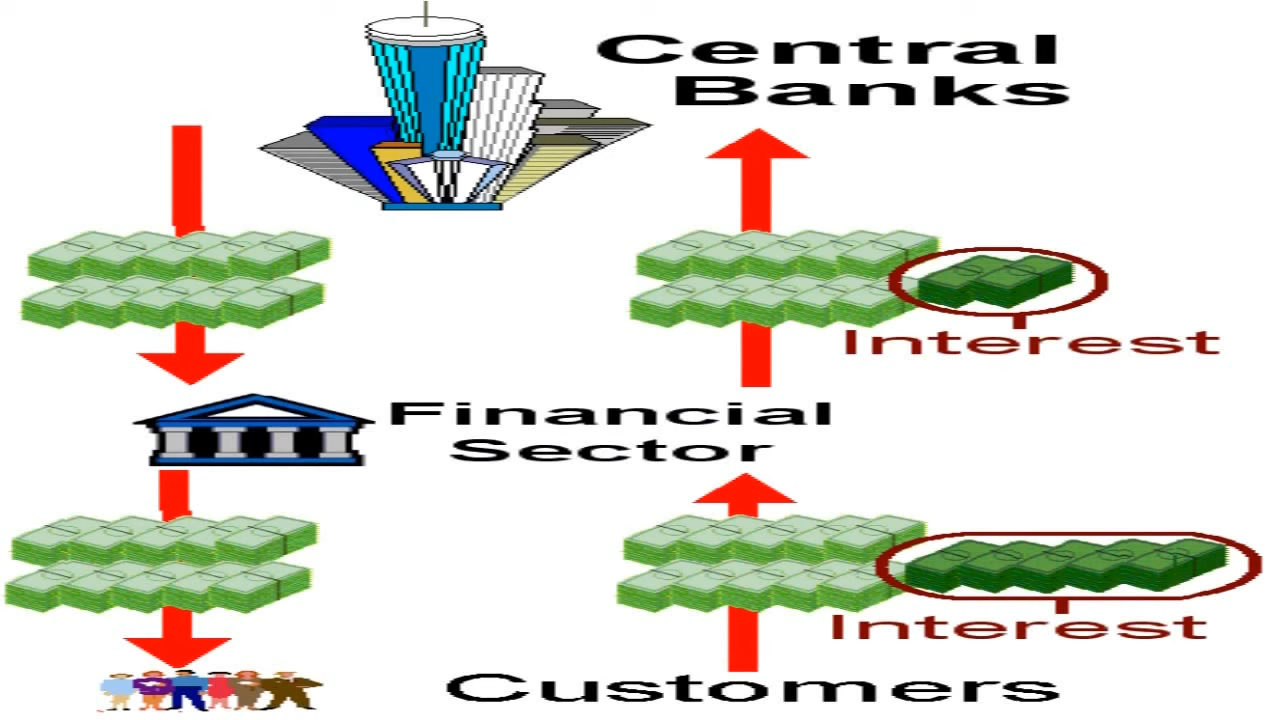 Central
Banks
Interest
Financial
Sector
Interest
Customers